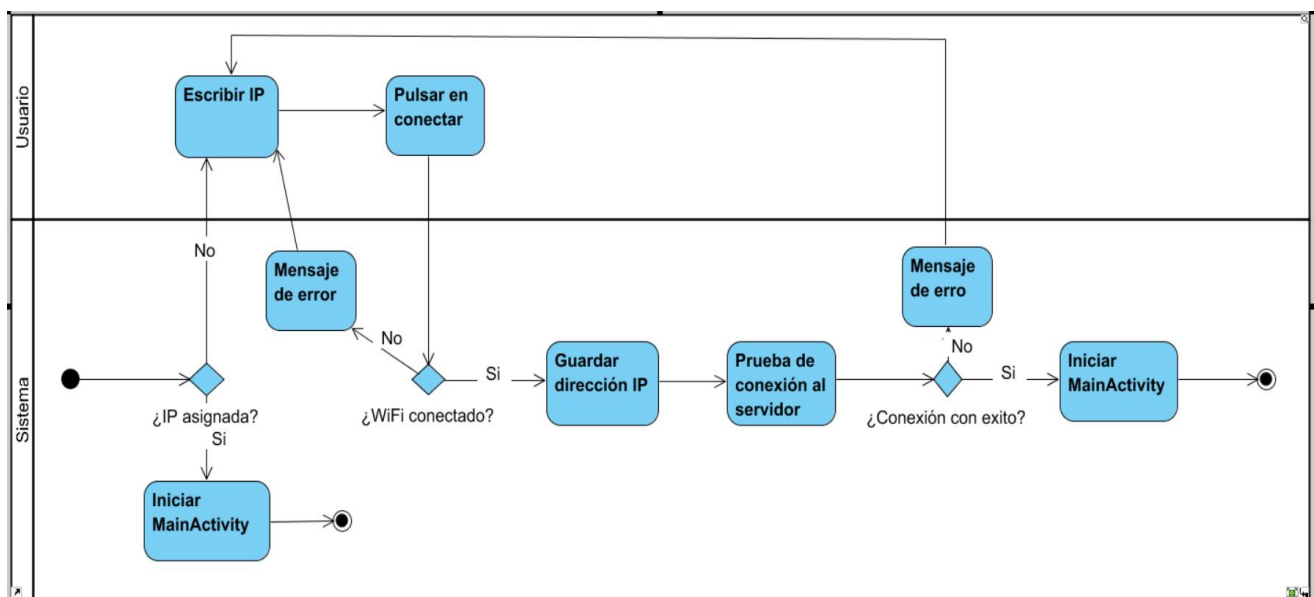 Usuario
Escribir IP
Pulsar en
conectar
Sistema
No
Mensaje
de error
No
¿IP asignada?
Si
Iniciar
MainActivity
¿WiFi conectado?
Si
Guardar
dirección IP
Prueba de
conexión al
servidor
Mensaje
de erro
No
¿Conexión con exito?
Si
Iniciar
MainActivity